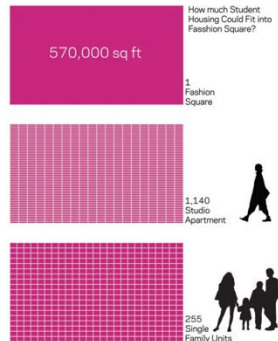 How much Student
Housing Could Fit into
Fasshion Square?
570,000 sq ft
1
Fashion
Square
1,140
Studio
Apartment
255
Single
Family Units